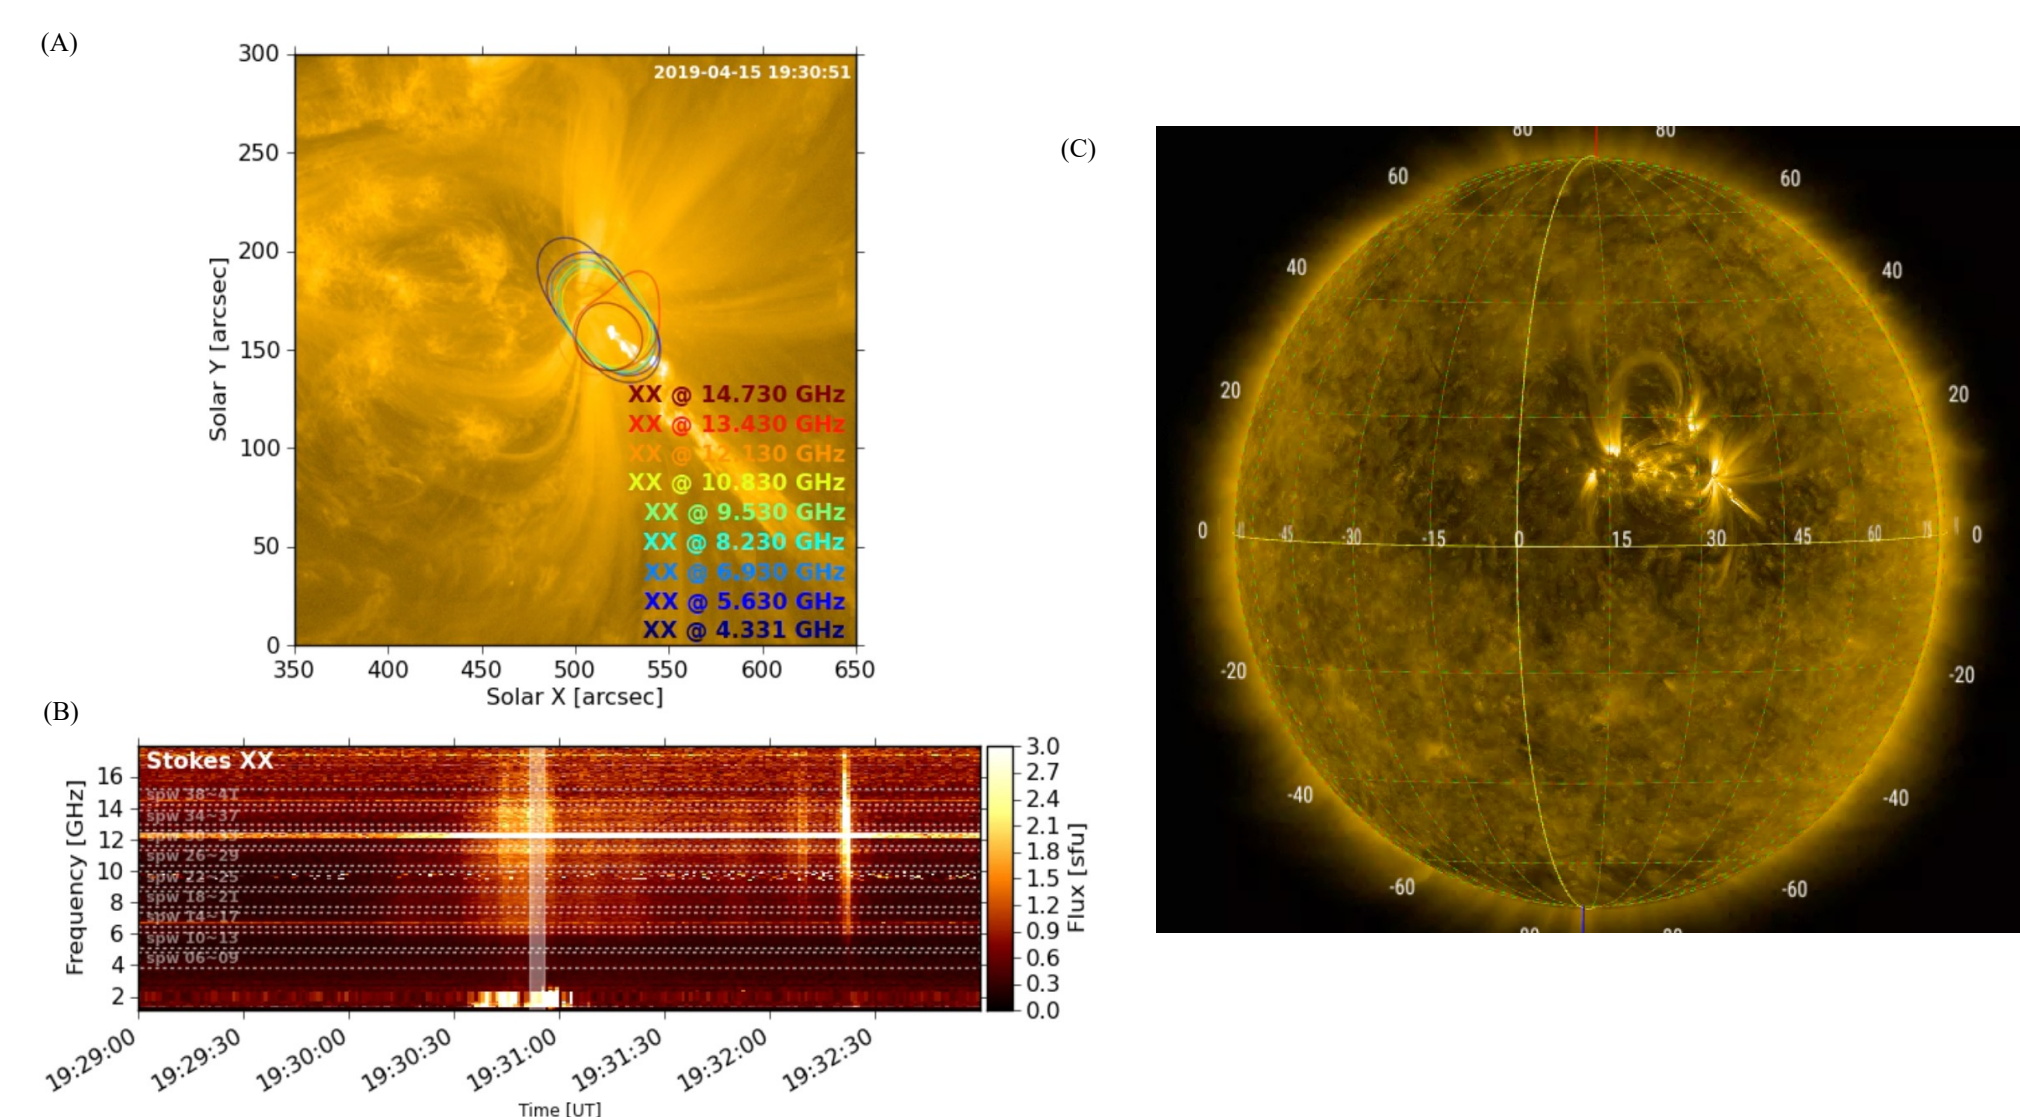 (A)
300
250
200
150
100
50
0
Solar Y [arcsec]
2019-04-15 19:30:51
XX @ 14.730 GHz
XX @ 13.430 GHz
XX @ 12.130 GHz
XX @ 10.830 GHz
XX @ 9.530 GHz
XX @ 8.230 GHz
XX @ 6.930 GHz
XX @ 5.630 GHz
XX @ 4.331 GHz
350 400 450 500 550 600 650
Solar X [arcsec]
(B)
Stokes XX
Frequency [GHz]
16
14
12
10
8
6
4
2
spw 38~41
spw 34~37
spw 30~33
spw 26~29
spw 22~25
spw 18~21
spw 14~17
spw 10~13
spw 06~09
3.0
2.7
2.4
2.1
1.8
1.5
1.2
0.9
0.6
0.3
0.0
Flux [sfu]
19:29:00 19:29:30 19:30:00 19:30:30 19:31:00 19:31:30 19:32:00 19:32:30
Time [UT]
(C)
80 80
60 60
40 40
20 20
0 -45 -30 -15 0 15 30 45 60 75 0
-20 -20
-40 -40
-60 -60